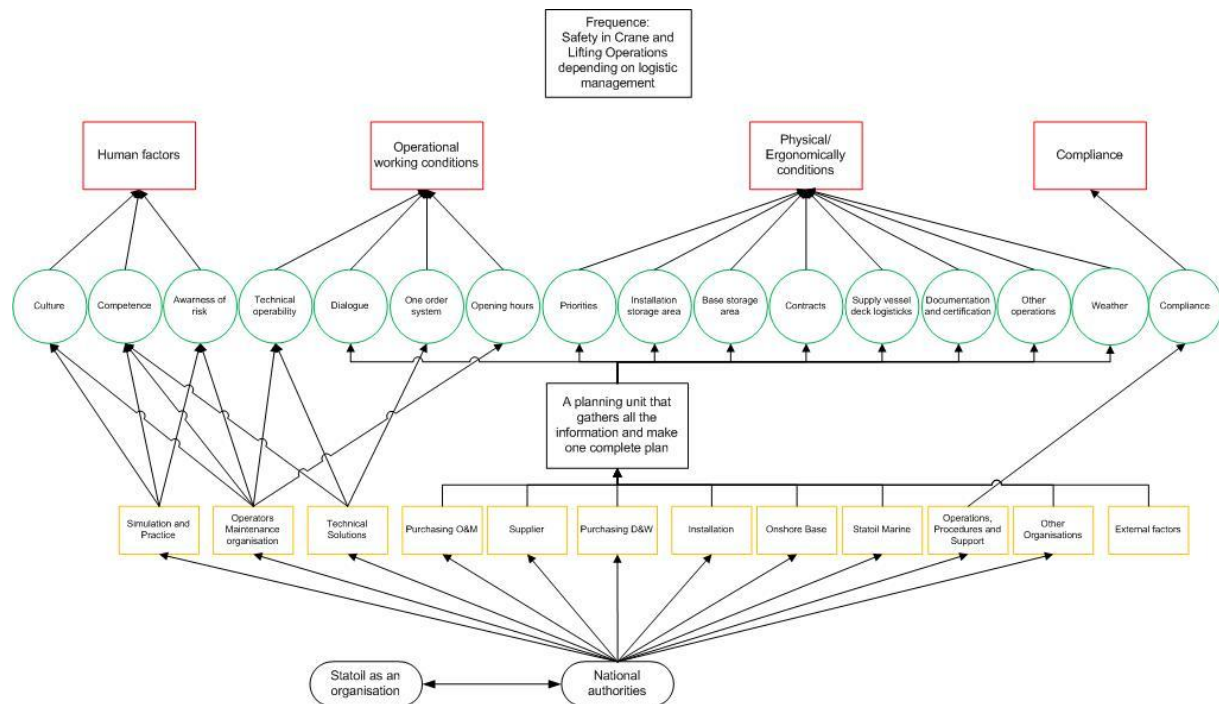 Frequence:
Safety in Crane and
Lifting Operations
depending on logistic
management
Human factors
Operational
working conditions
Physical/
Ergonomically
conditions
Compliance
Culture
Competence
Awarness of
risk
Technical
operability
Dialogue
One order
system
Opening hours
Priorities
Installation
storage area
Base storage
area
Contracts
Supply vessel
deck logisticks
Documentation
and certification
Other
operations
Weather
Compliance
A planning unit that
gathers all the
information and make
one complete plan
Simulation and
Practice
Operators
Maintenance
organisation
Technical
Solutions
Purchasing O&M
Supplier
Purchasing D&W
Installation
Onshore Base
Statoil Marine
Operations,
Procedures and
Support
Other
Organisations
External factors
Statoil as an
organisation
National
authorities